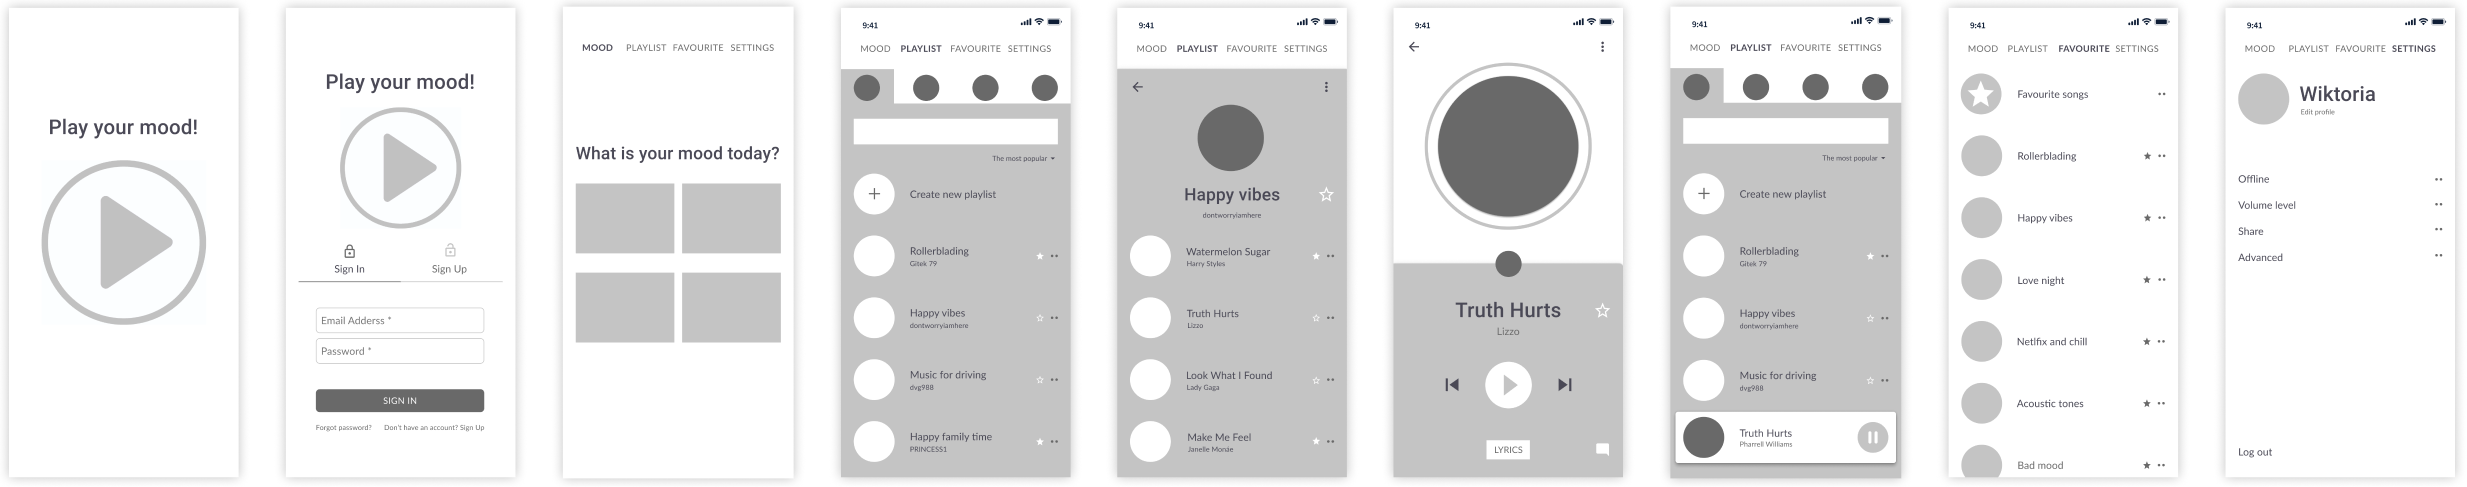 Play your mood!
Play your mood!
Sign In
Sign Up
Email Adderss *
Password *
SIGN IN
Forgot password?
Don't have an account? Sign Up
MOOD PLAYLIST FAVOURITE SETTINGS
What is your mood today?
9:41
MOOD PLAYLIST FAVOURITE SETTINGS
The most popular
Create new playlist
Rollerblading
Gitek 79
Happy vibes
dontworryiamhere
Music for driving
dvg988
Happy family time
PRINCESS1
9:41
MOOD PLAYLIST FAVOURITE SETTINGS
Happy vibes
dontworryiamhere
Watermelon Sugar
Harry Styles
Truth Hurts
Lizzo
Look What I Found
Lady Gaga
Make Me Feel
Janelle Monáe
9:41
Truth Hurts
Lizzo
LYRICS
9:41
MOOD PLAYLIST FAVOURITE SETTINGS
The most popular
Create new playlist
Rollerblading
Gitek 79
Happy vibes
dontworryiamhere
Music for driving
dvg988
Truth Hurts
Pharrell Williams
9:41
MOOD PLAYLIST FAVOURITE SETTINGS
Favourite songs
Rollerblading
Happy vibes
Love night
Netlfix and chill
Acoustic tones
Bad mood
9:41
MOOD PLAYLIST FAVOURITE SETTINGS
Wiktoria
Edit profile
Offline
Volume level
Share
Advanced
Log out